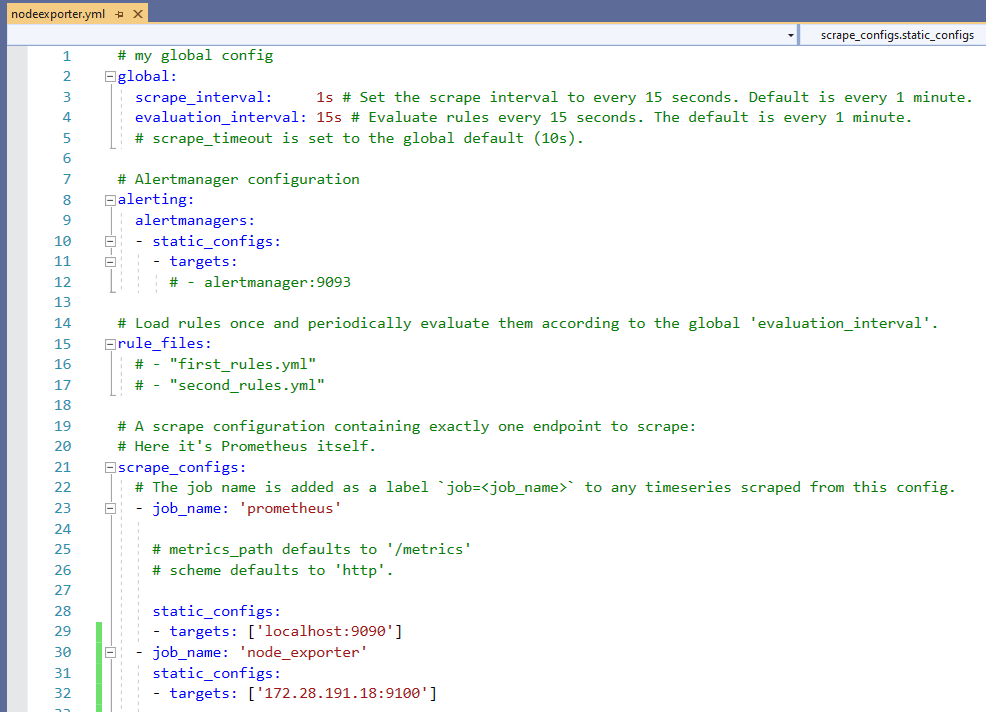 nodeexporter.yml
scrape_configs.static_configs
1 # my global config
2 global:
3 scrape_interval:     1s # Set the scrape interval to every 15 seconds. Default is every 1 minute.
4 evaluation_interval: 15s # Evaluate rules every 15 seconds. The default is every 1 minute.
5 # scrape_timeout is set to the global default (10s).
6
7 # Alertmanager configuration
8 alerting:
9 alertmanagers:
10 - static_configs:
11 - targets:
12 # - alertmanager:9093
13
14 # Load rules once and periodically evaluate them according to the global 'evaluation_interval'.
15 rule_files:
16 # - "first_rules.yml"
17 # - "second_rules.yml"
18
19 # A scrape configuration containing exactly one endpoint to scrape:
20 # Here it's Prometheus itself.
21 scrape_configs:
22 # The job name is added as a label `job=<job_name>` to any timeseries scraped from this config.
23 - job_name: 'prometheus'
24
25 # metrics_path defaults to '/metrics'
26 # scheme defaults to 'http'.
27
28 static_configs:
29 - targets: ['localhost:9090']
30 - job_name: 'node_exporter'
31 static_configs:
32 - targets: ['172.28.191.18:9100']